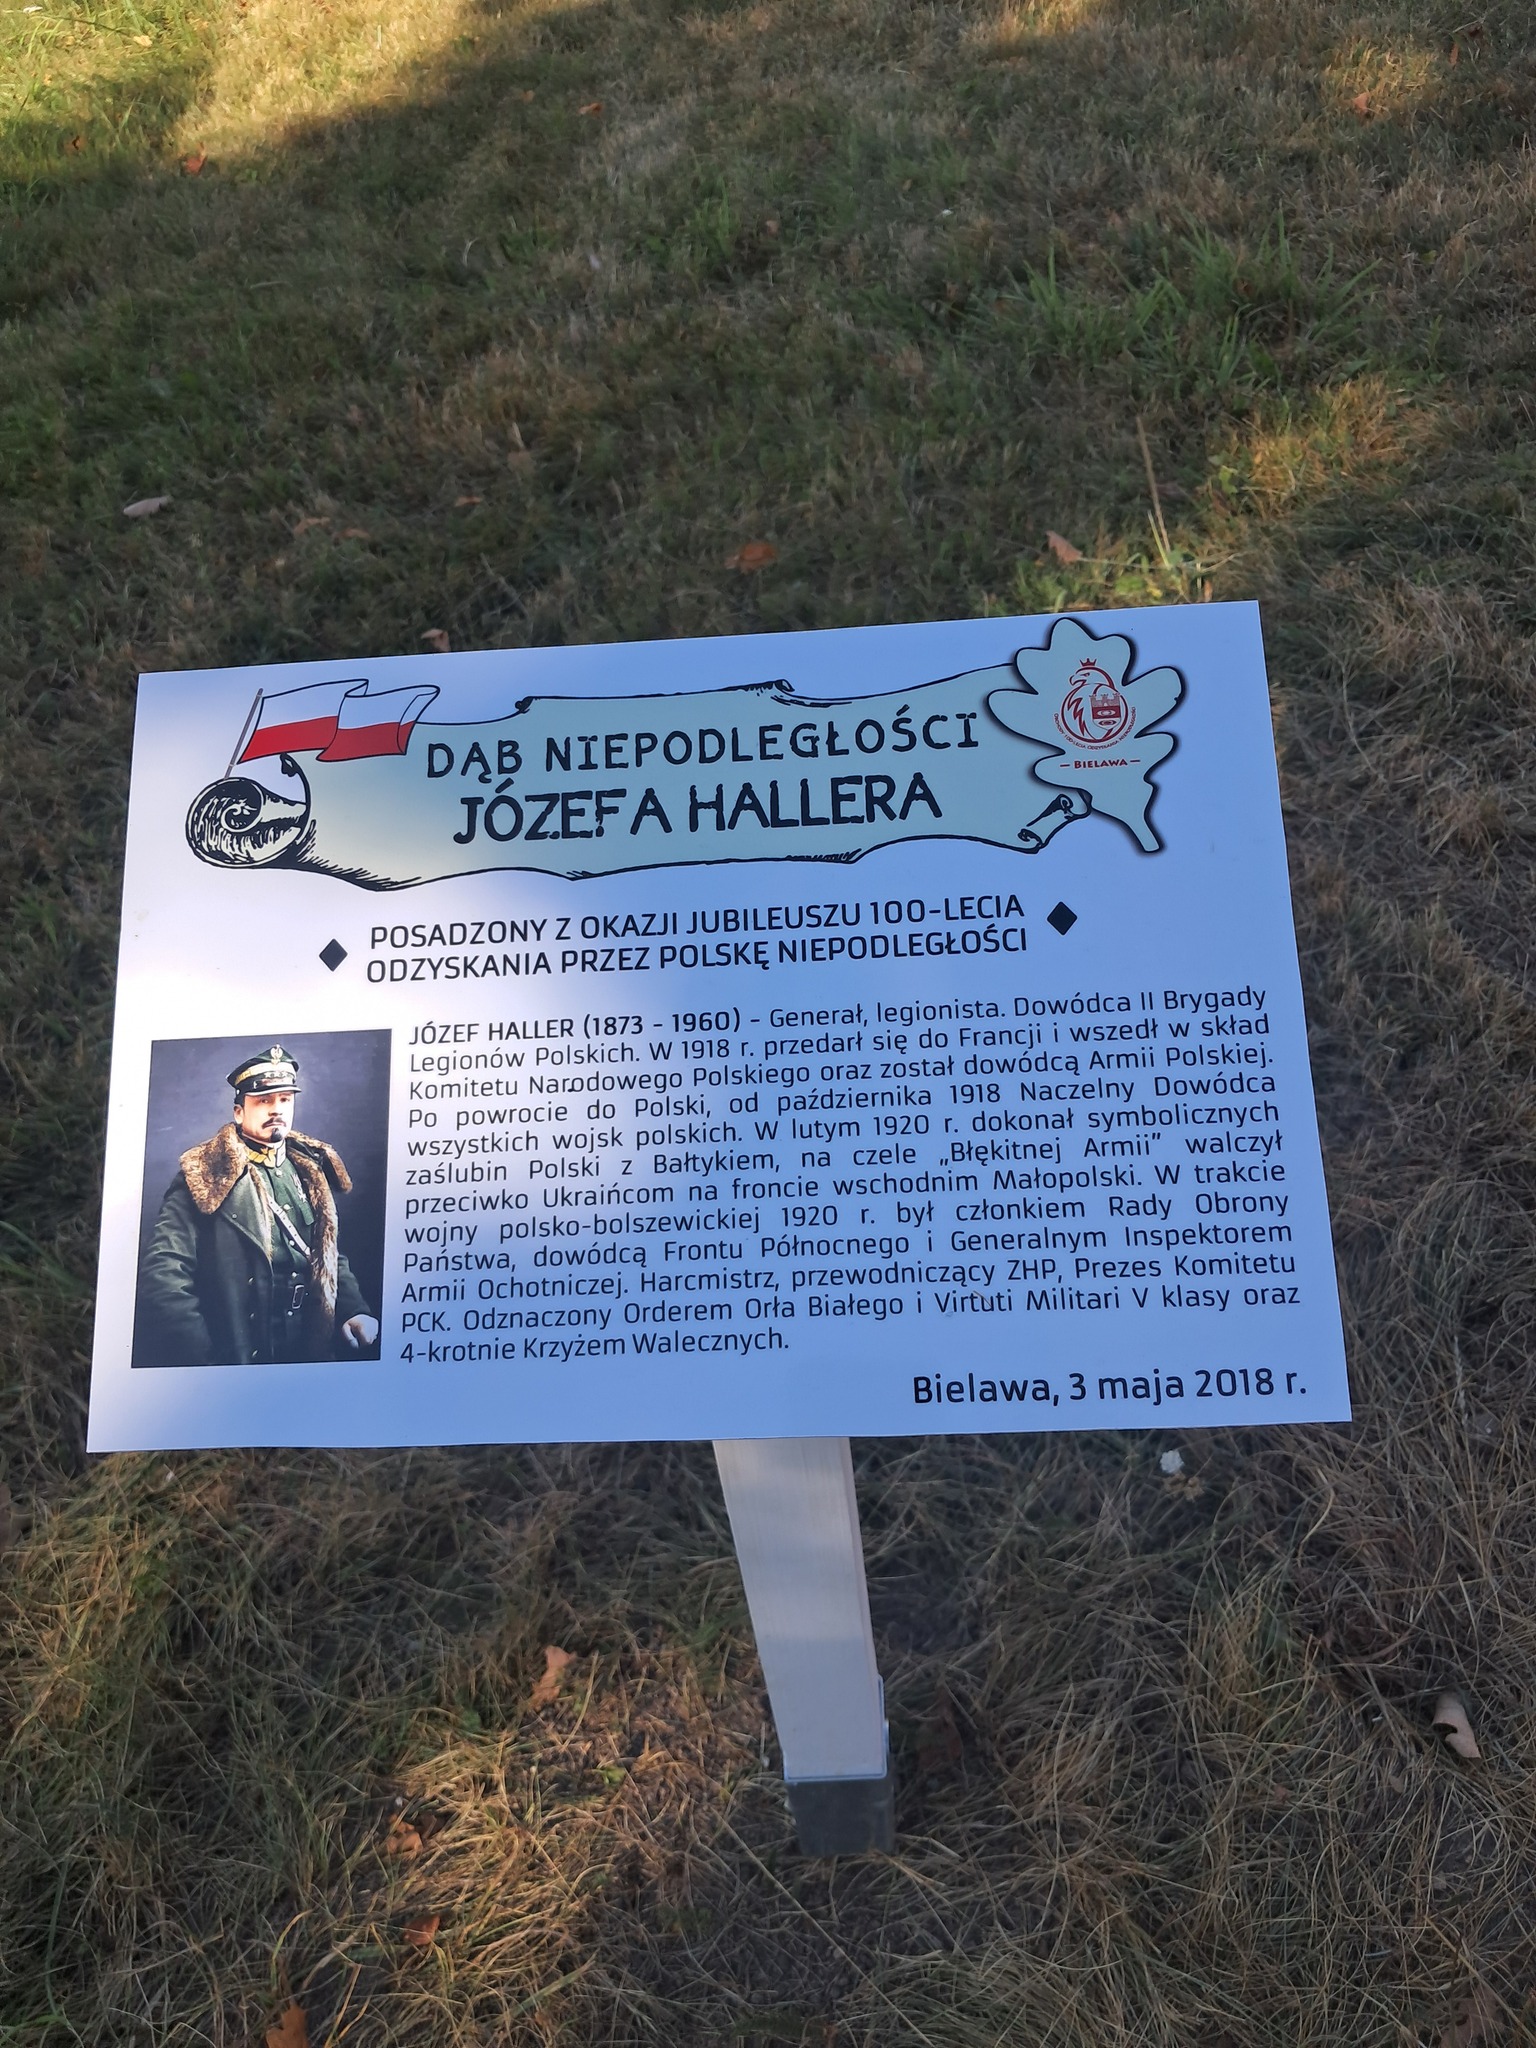 DĄB NIEPODLEGŁOŚCI
JÓZEFA HALLERA
OBCHODY 100-LECIA ODZYSKANIA NIEPODLEGŁOŚCI
– BIELAWA –
POSADZONY Z OKAZJI JUBILEUSZU 100-LECIA
ODZYSKANIA PRZEZ POLSKĘ NIEPODLEGŁOŚCI
JÓZEF HALLER (1873 - 1960) - Generał, legionista. Dowódca II Brygady
Legionów Polskich. W 1918 r. przedarł się do Francji i wszedł w skład
Komitetu Narodowego Polskiego oraz został dowódcą Armii Polskiej.
Po powrocie do Polski, od października 1918 Naczelny Dowódca
wszystkich wojsk polskich. W lutym 1920 r. dokonał symbolicznych
zaślubin Polski z Bałtykiem, na czele „Błękitnej Armii” walczył
przeciwko Ukraińcom na froncie wschodnim Małopolski. W trakcie
wojny polsko-bolszewickiej 1920 r. był członkiem Rady Obrony
Państwa, dowódcą Frontu Północnego i Generalnym Inspektorem
Armii Ochotniczej. Harcmistrz, przewodniczący ZHP, Prezes Komitetu
PCK. Odznaczony Orderem Orła Białego i Virtuti Militari V klasy oraz
4-krotnie Krzyżem Walecznych.
Bielawa, 3 maja 2018 r.